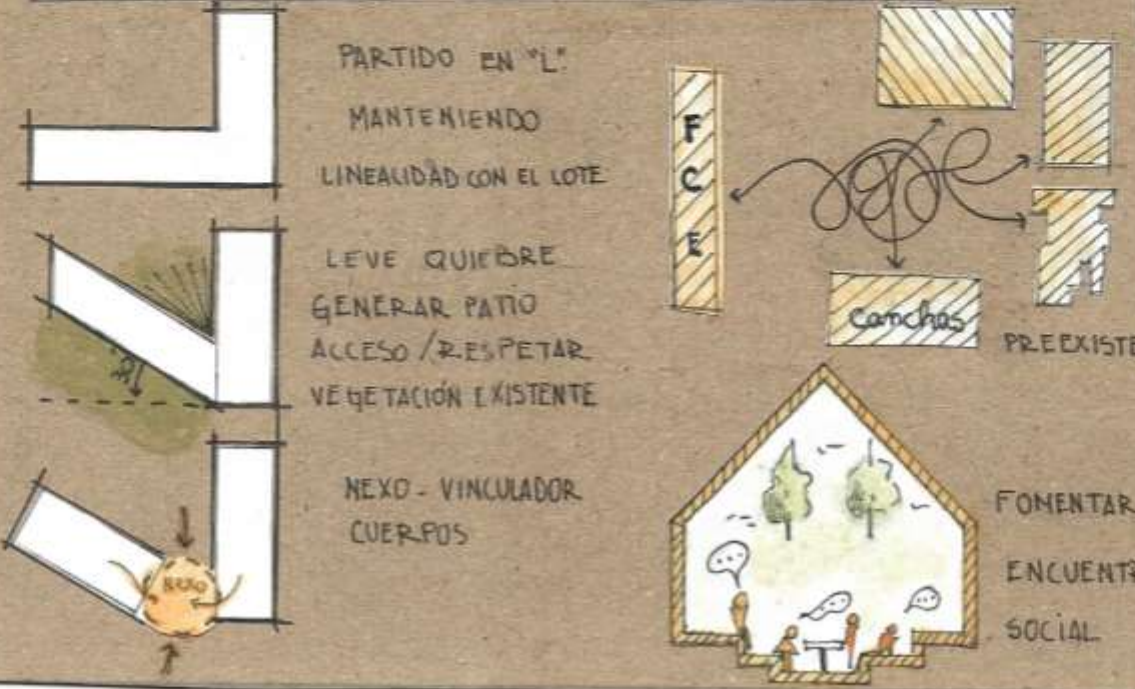 PARTIDO EN "L".
MANTENIENDO
LINEALIDAD CON EL LOTE
LEVE QUIEBRE
GENERAR PATIO
ACCESO / RESPETAR
VEGETACIÓN EXISTENTE
NEXO - VINCULADOR
CUERPOS
NEXO
F
C
E
canchas
PREEXISTE
FOMENTAR
ENCUENT
SOCIAL